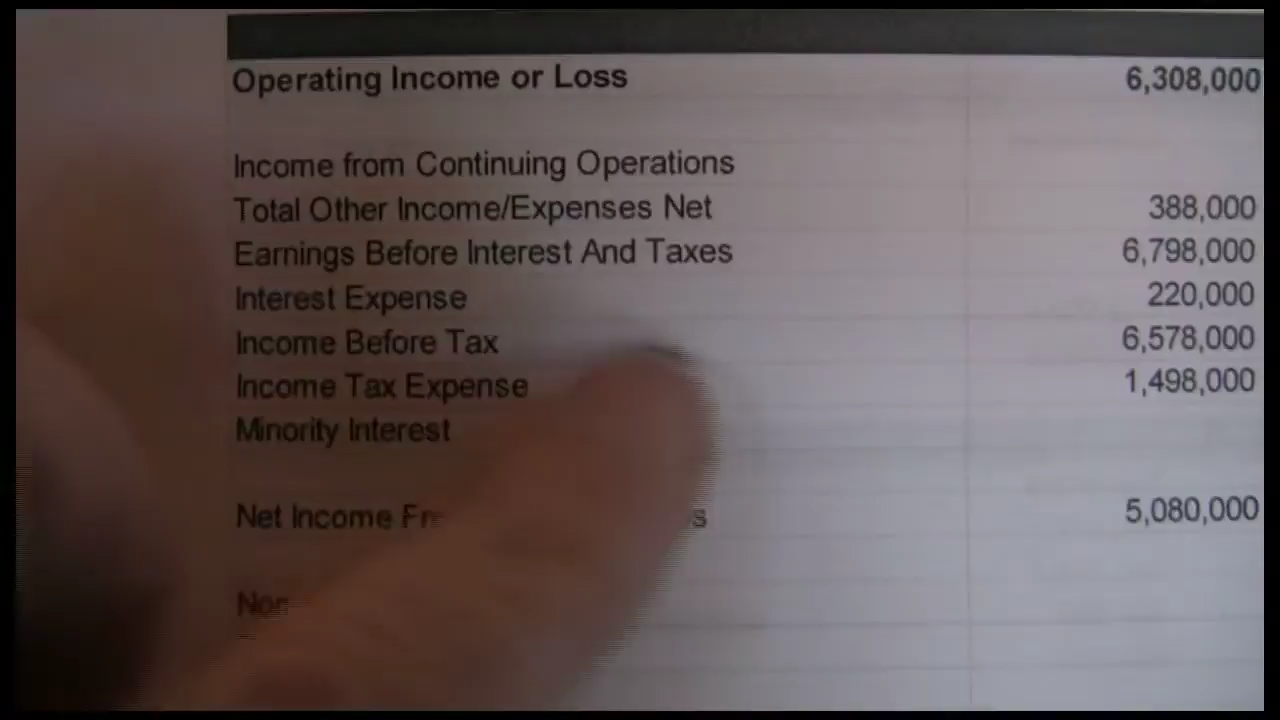 Operating Income or Loss 6,308,000
Income from Continuing Operations
Total Other Income/Expenses Net 388,000
Earnings Before Interest And Taxes 6,798,000
Interest Expense 220,000
Income Before Tax 6,578,000
Income Tax Expense 1,498,000
Minority Interest
Net Income 5,080,000